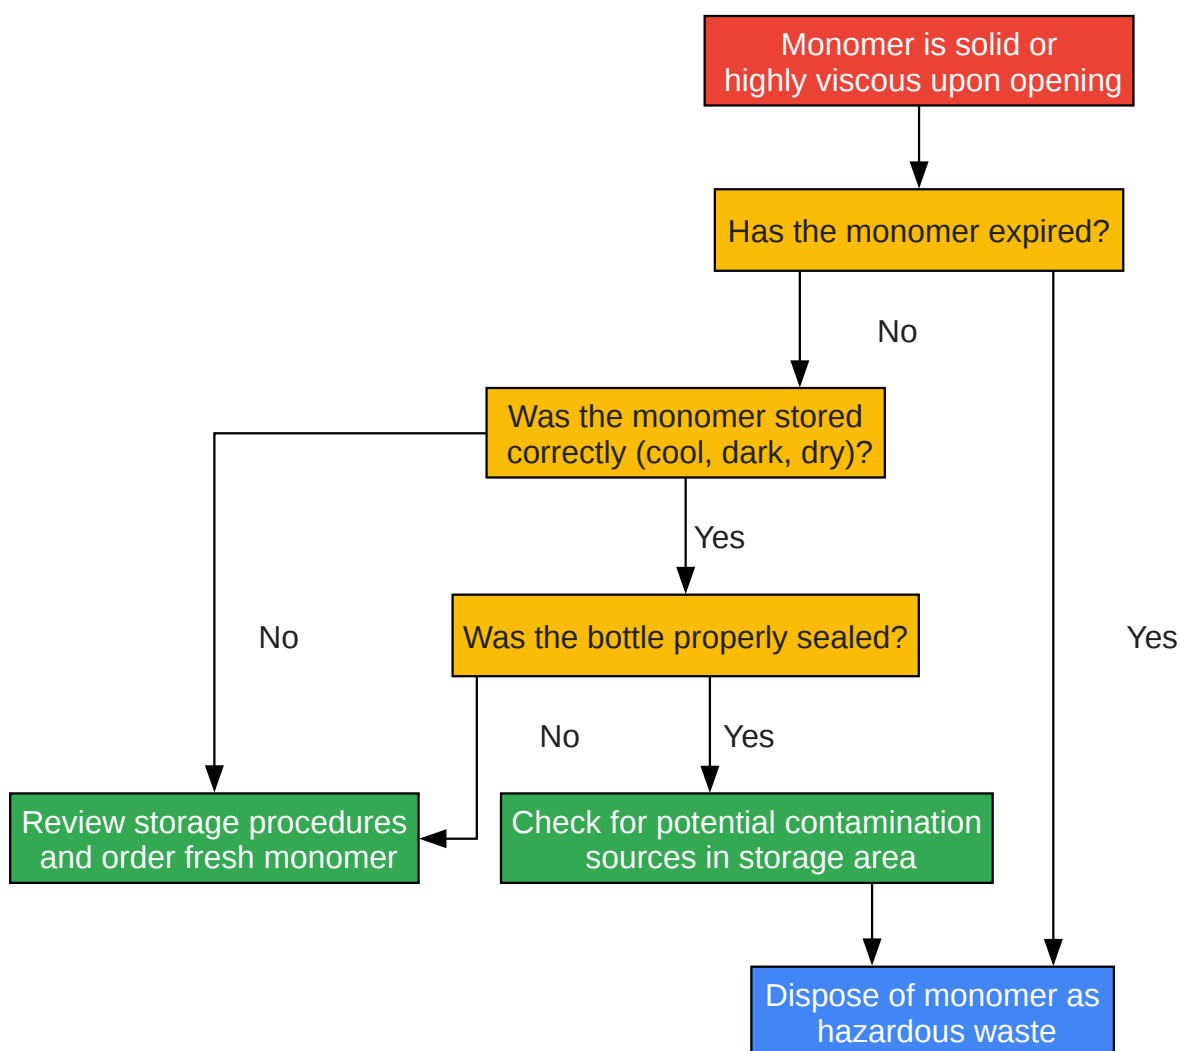 Monomer is solid or
highly viscous upon opening
Has the monomer expired?
No
Was the monomer stored
correctly (cool, dark, dry)?
Yes
No
Was the bottle properly sealed?
Yes
No
Yes
Review storage procedures
and order fresh monomer
Check for potential contamination
sources in storage area
Dispose of monomer as
hazardous waste